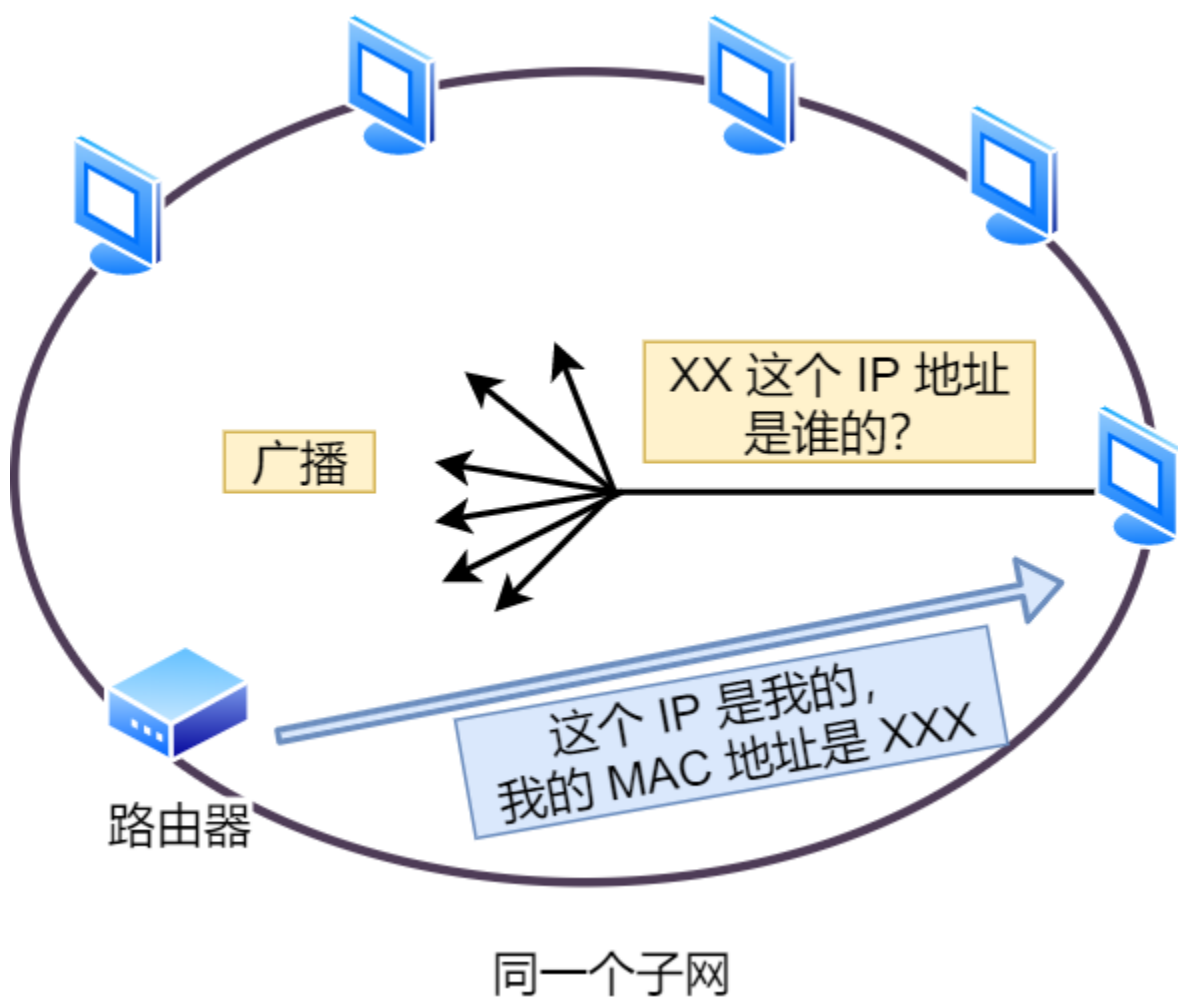 XX 这个 IP 地址
是谁的？
广播
这个 IP 是我的，
我的 MAC 地址是 XXX
路由器
同一个子网